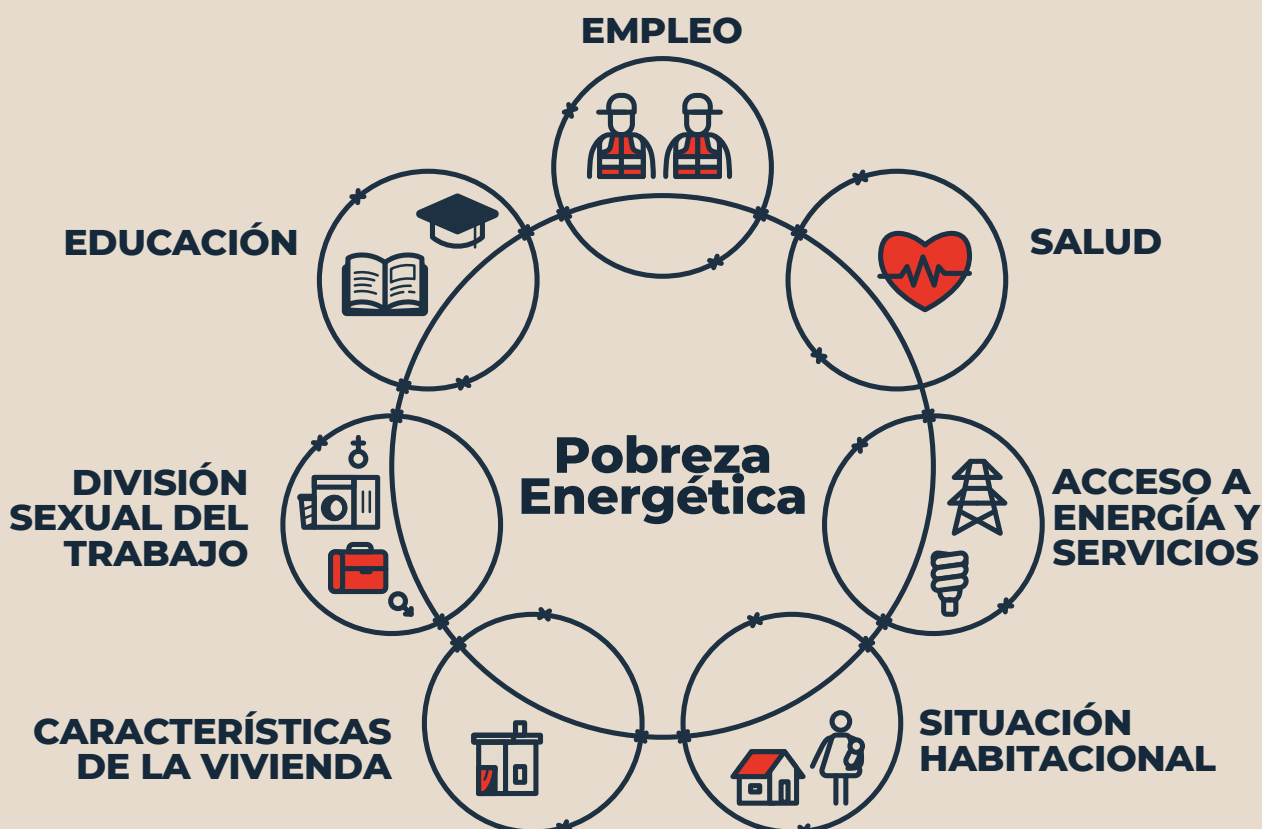 EMPLEO
EDUCACIÓN
SALUD
Pobreza
Energética
DIVISIÓN
SEXUAL DEL
TRABAJO
ACCESO A
ENERGÍA Y
SERVICIOS
CARACTERÍSTICAS
DE LA VIVIENDA
SITUACIÓN
HABITACIONAL